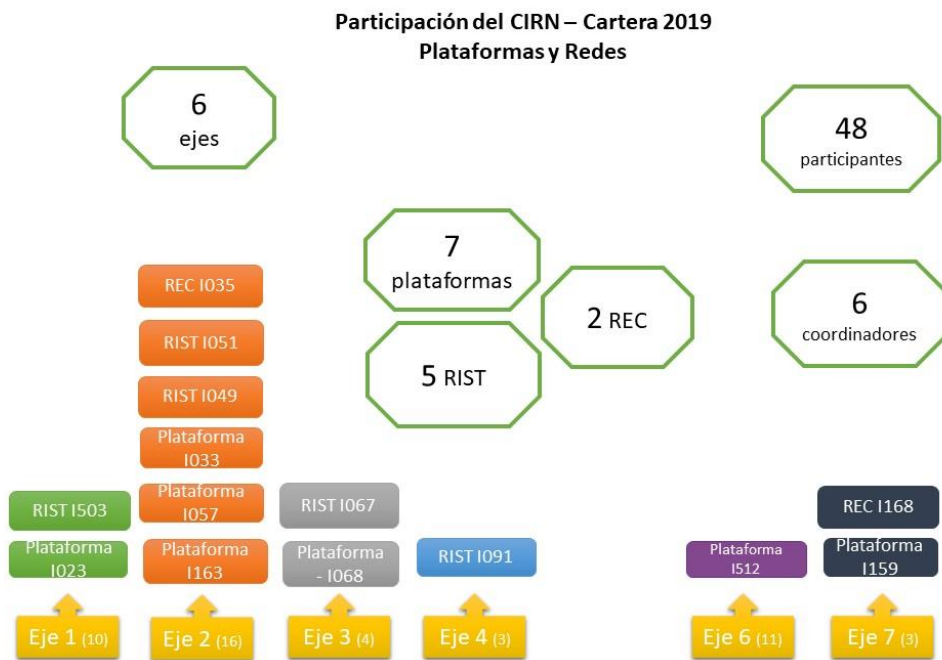 Participación del CIRN – Cartera 2019
Plataformas y Redes
6
ejes
48
participantes
7
plataformas
2 REC
6
coordinadores
5 RIST
REC I035
RIST I051
RIST I049
Plataforma
I033
Plataforma
I057
Plataforma
I163
RIST I503
Plataforma
I023
RIST I067
Plataforma
- I068
RIST I091
Plataforma
I512
REC I168
Plataforma
I159
Eje 1 (10)
Eje 2 (16)
Eje 3 (4)
Eje 4 (3)
Eje 6 (11)
Eje 7 (3)